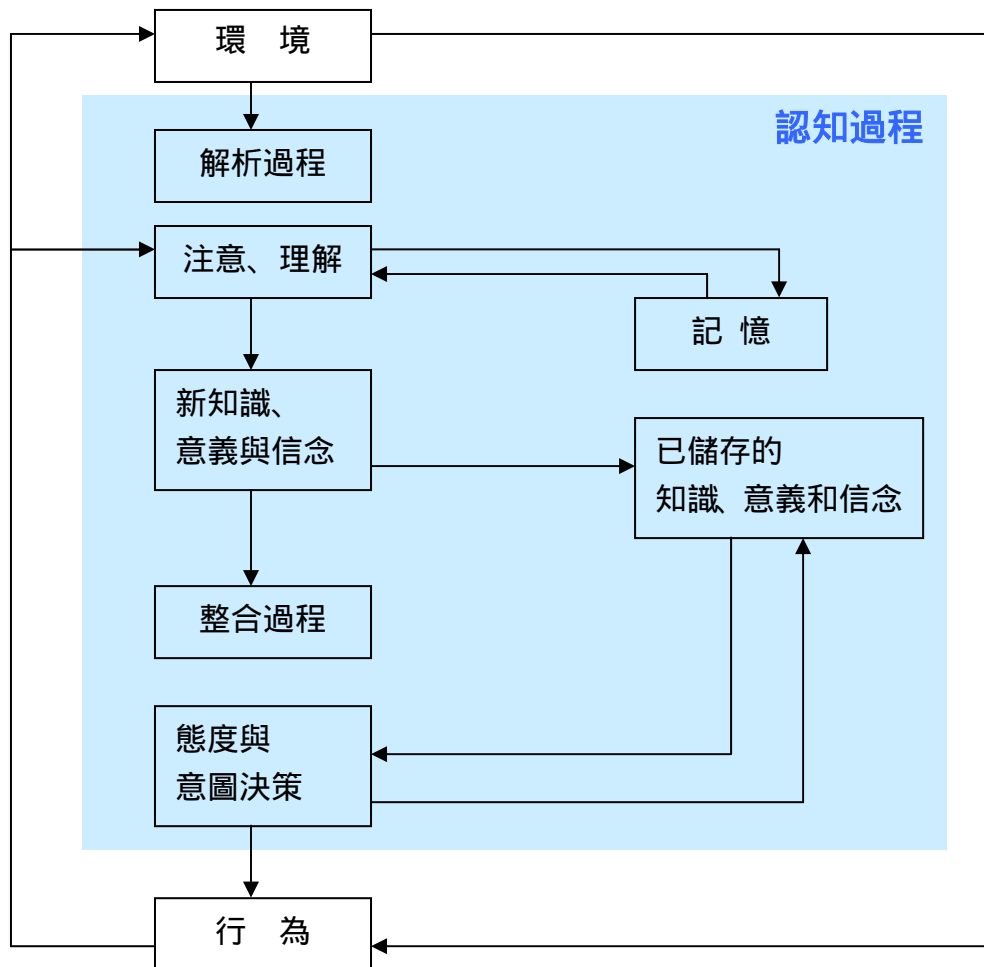 環 境
認知過程
解析過程
注意、理解
記 憶
新知識、
意義與信念
已儲存的
知識、意義和信念
整合過程
態度與
意圖決策
行 為